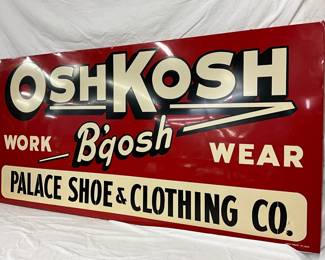 OSHKOSH
WORK B'gosh WEAR
PALACE SHOE & CLOTHING CO.